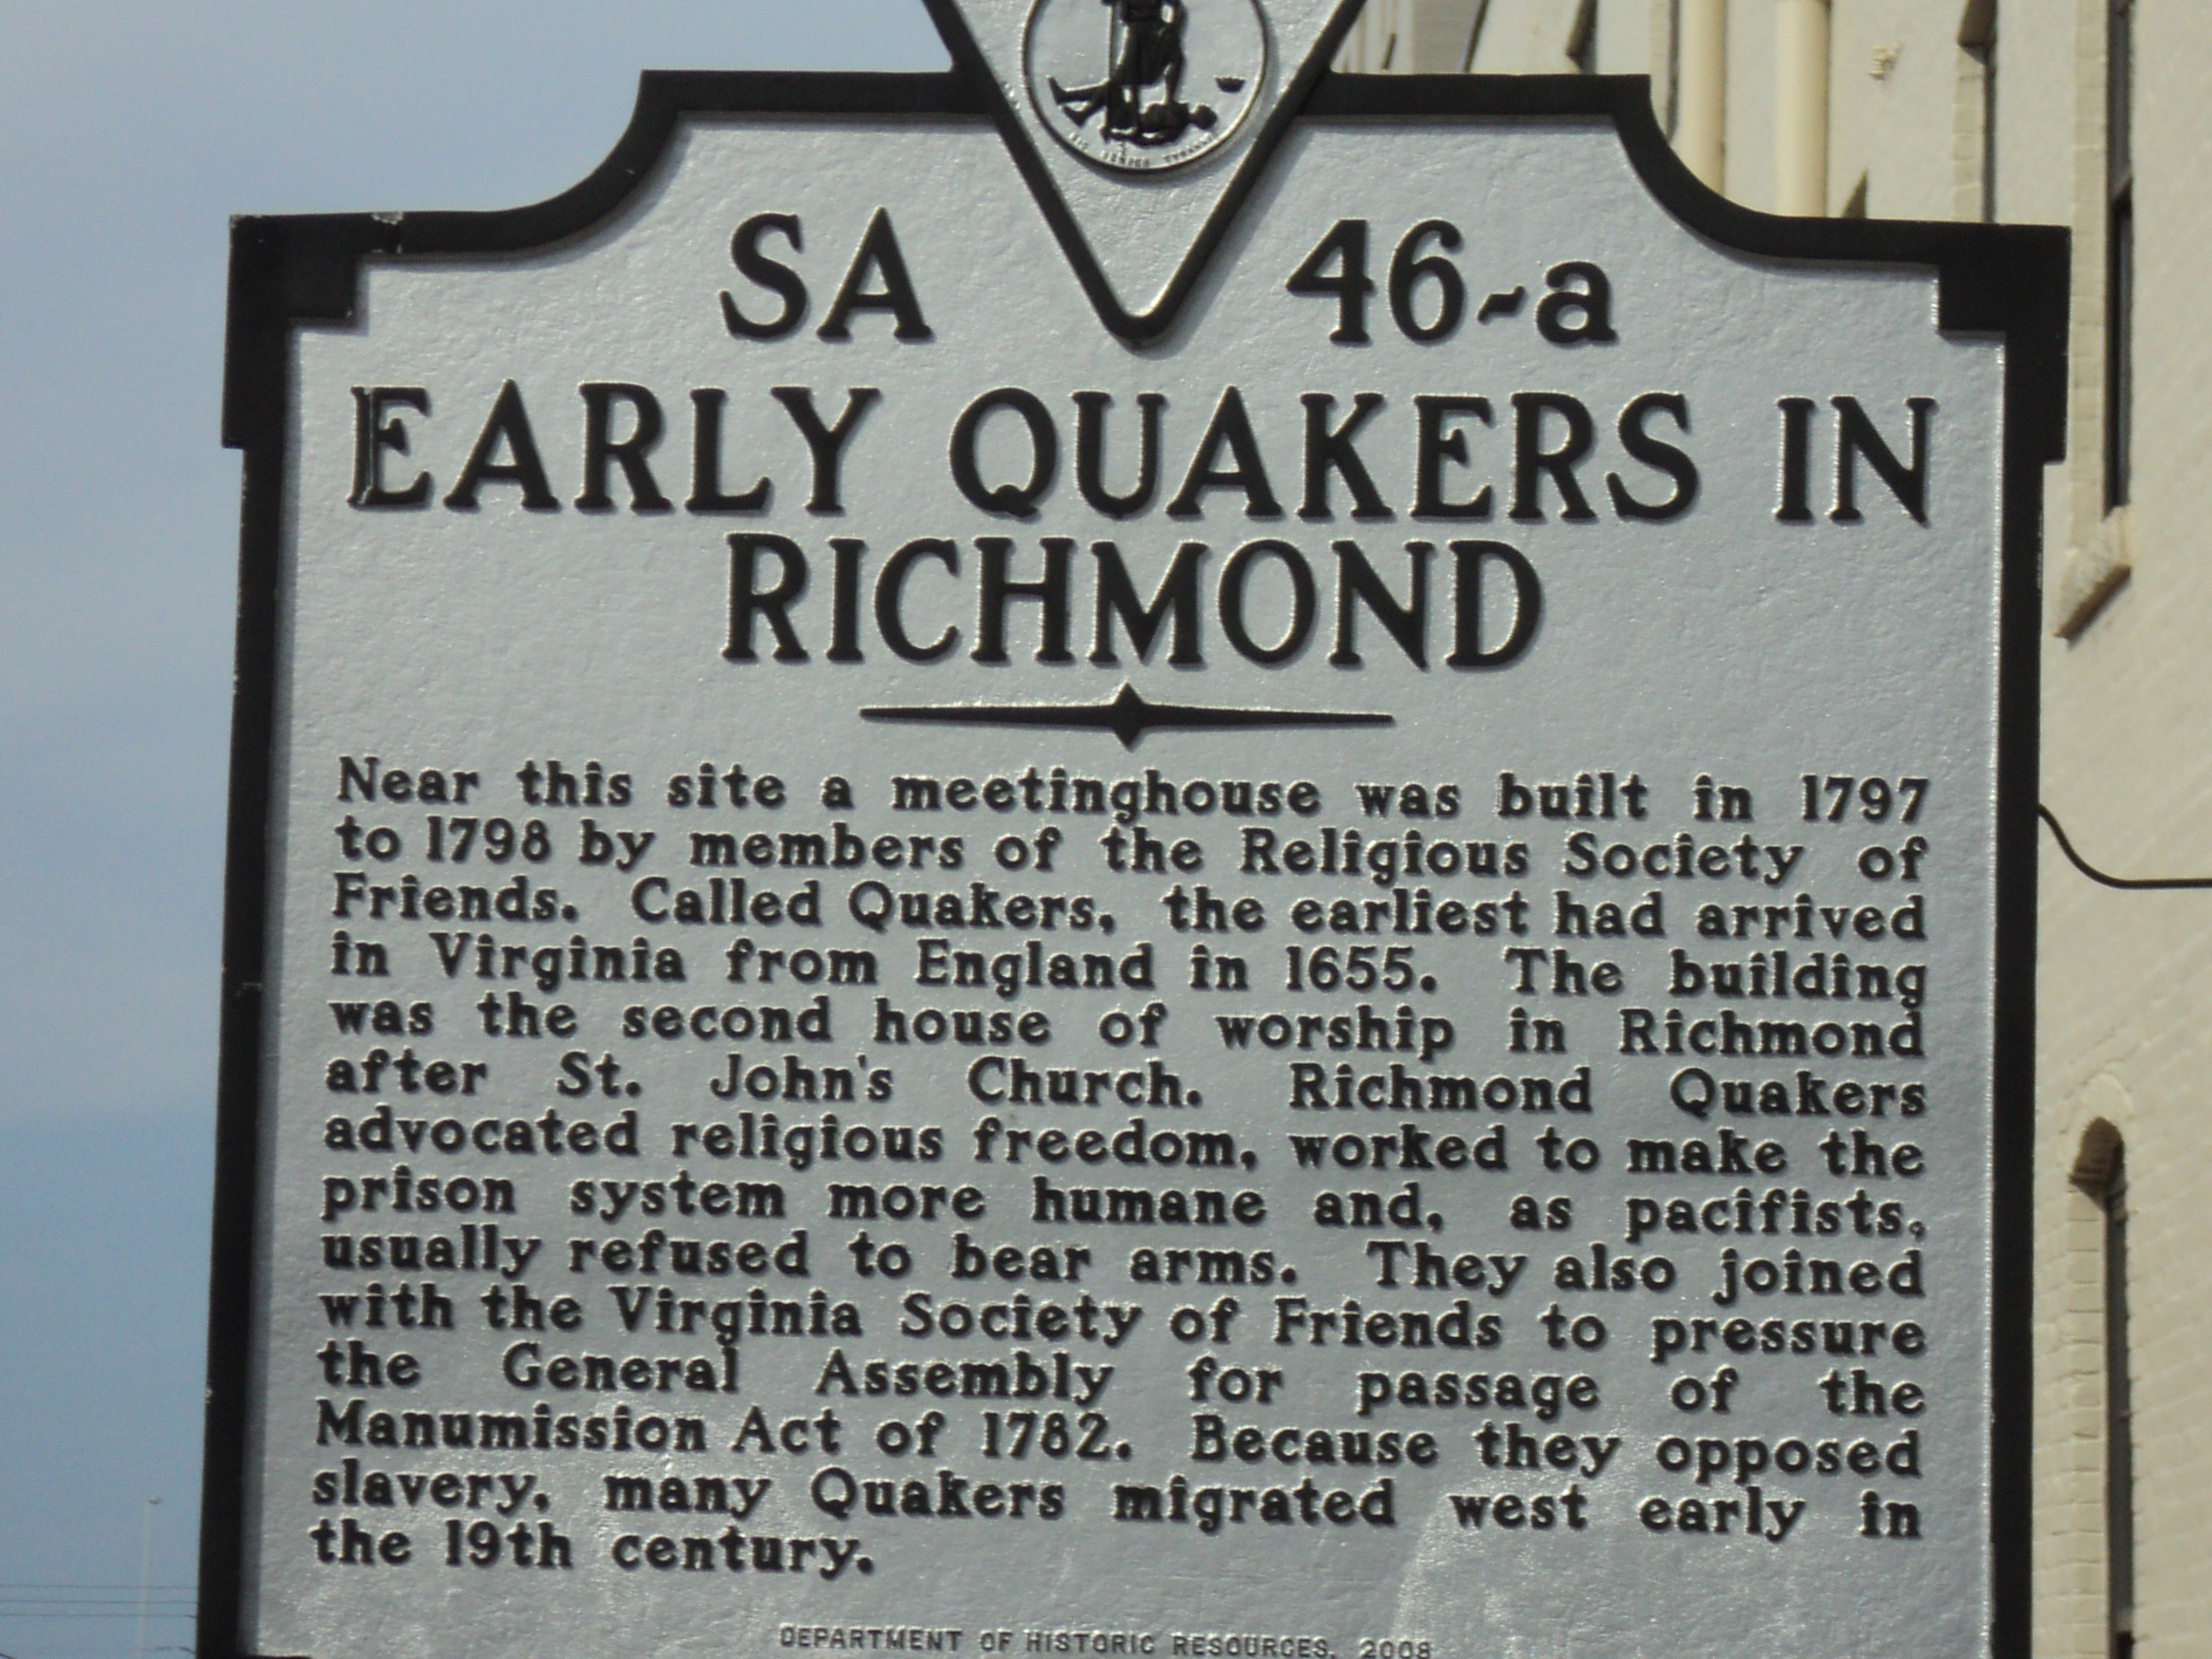 SA 46-a
EARLY QUAKERS IN
RICHMOND
Near this site a meetinghouse was built in 1797
to 1798 by members of the Religious Society of
Friends. Called Quakers, the earliest had arrived
in Virginia from England in 1655. The building
was the second house of worship in Richmond
after St. John's Church. Richmond Quakers
advocated religious freedom, worked to make the
prison system more humane and, as pacifists,
usually refused to bear arms. They also joined
with the Virginia Society of Friends to pressure
the General Assembly for passage of the
Manumission Act of 1782. Because they opposed
slavery, many Quakers migrated west early in
the 19th century.
DEPARTMENT OF HISTORIC RESOURCES, 2008